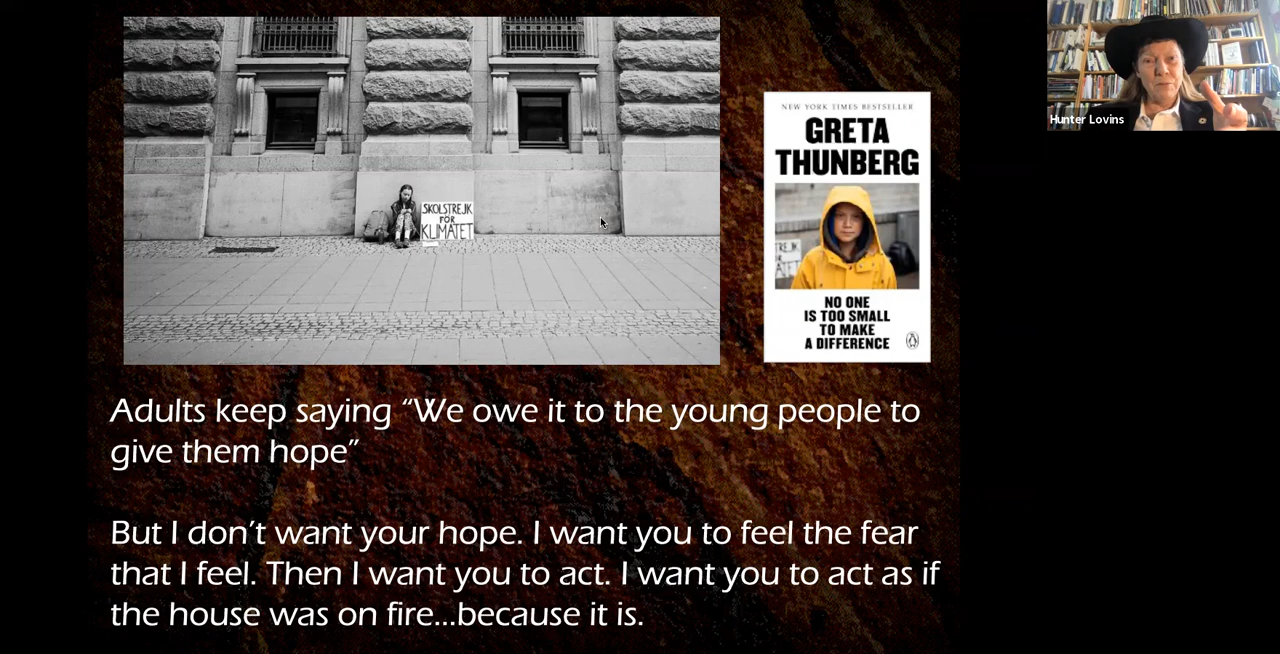 SKOLSTREJK
FÖR
KLIMATET
NEW YORK TIMES BESTSELLER
GRETA
THUNBERG
NO ONE
IS TOO SMALL
TO MAKE
A DIFFERENCE
Hunter Lovins
Adults keep saying “We owe it to the young people to
give them hope”
But I don’t want your hope. I want you to feel the fear
that I feel. Then I want you to act. I want you to act as if
the house was on fire…because it is.